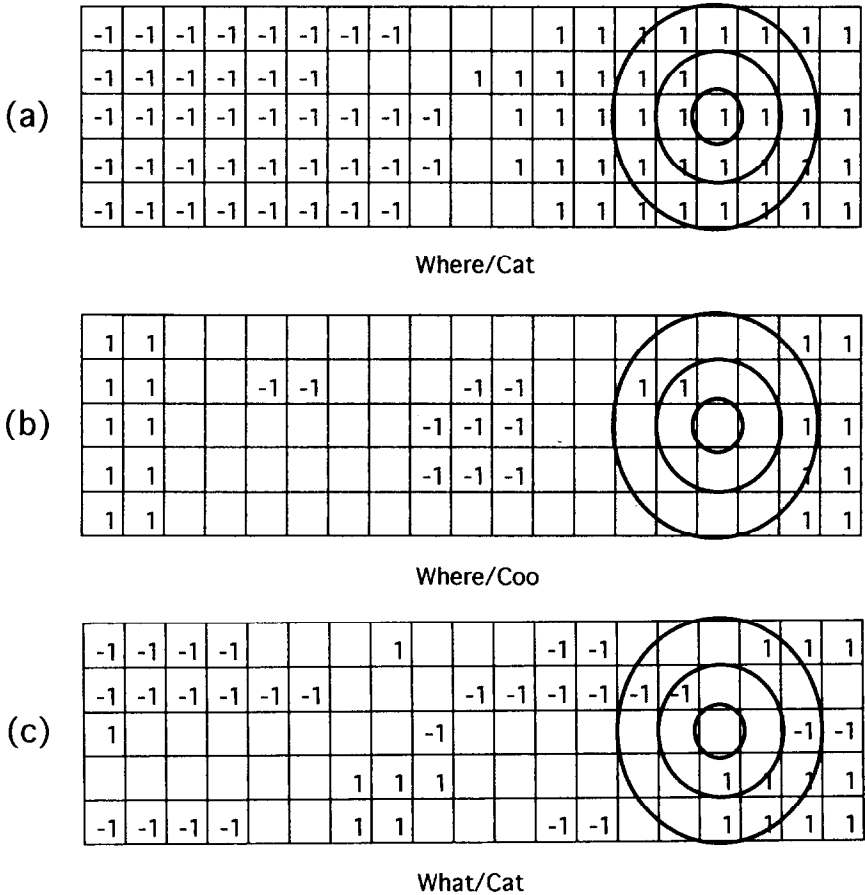 -1 -1 -1 -1 -1 -1 -1 -1 1 1 1 1 1 1 1 1
-1 -1 -1 -1 -1 -1 1 1 1 1 1 1
(a) -1 -1 -1 -1 -1 -1 -1 -1 -1 1 1 1 1 1 1 1 1 1
-1 -1 -1 -1 -1 -1 -1 -1 -1 1 1 1 1 1 1 1 1 1
-1 -1 -1 -1 -1 -1 -1 -1 1 1 1 1 1 1 1 1
Where/Cat
1 1 1 1
1 1 -1 -1 -1 -1 1 1
(b) 1 1 -1 -1 -1 1 1
1 1 -1 -1 -1 1 1
1 1 1 1
Where/Coo
-1 -1 -1 -1 1 -1 -1 1 1 1
-1 -1 -1 -1 -1 -1 -1 -1 -1 -1 -1 -1
(c) 1 -1 -1 -1
1 1 1 1 1 1 1
-1 -1 -1 -1 1 1 -1 -1 1 1 1 1
What/Cat